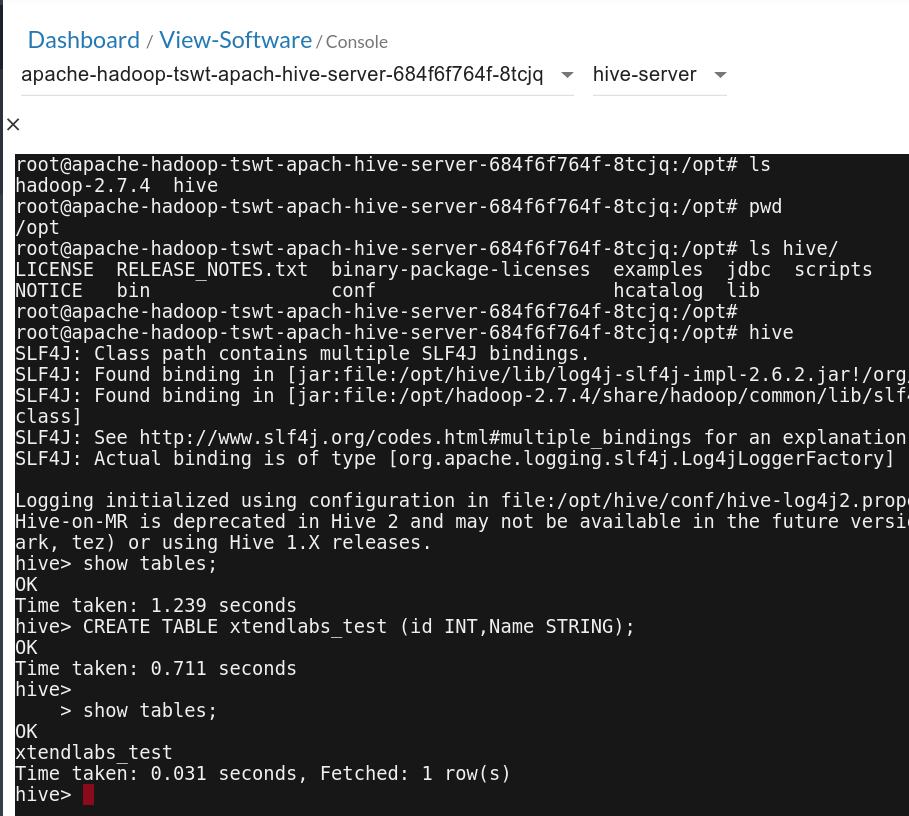 Dashboard / View-Software / Console
apache-hadoop-tswt-apach-hive-server-684f6f764f-8tcjq hive-server
×
root@apache-hadoop-tswt-apach-hive-server-684f6f764f-8tcjq:/opt# ls
hadoop-2.7.4  hive
root@apache-hadoop-tswt-apach-hive-server-684f6f764f-8tcjq:/opt# pwd
/opt
root@apache-hadoop-tswt-apach-hive-server-684f6f764f-8tcjq:/opt# ls hive/
LICENSE  RELEASE_NOTES.txt  binary-package-licenses  examples  jdbc  scripts
NOTICE   bin                conf                     hcatalog  lib
root@apache-hadoop-tswt-apach-hive-server-684f6f764f-8tcjq:/opt#
root@apache-hadoop-tswt-apach-hive-server-684f6f764f-8tcjq:/opt# hive
SLF4J: Class path contains multiple SLF4J bindings.
SLF4J: Found binding in [jar:file:/opt/hive/lib/log4j-slf4j-impl-2.6.2.jar!/org/
SLF4J: Found binding in [jar:file:/opt/hadoop-2.7.4/share/hadoop/common/lib/slf4
class]
SLF4J: See http://www.slf4j.org/codes.html#multiple_bindings for an explanation
SLF4J: Actual binding is of type [org.apache.logging.slf4j.Log4jLoggerFactory]
Logging initialized using configuration in file:/opt/hive/conf/hive-log4j2.prope
Hive-on-MR is deprecated in Hive 2 and may not be available in the future versi
ark, tez) or using Hive 1.X releases.
hive> show tables;
OK
Time taken: 1.239 seconds
hive> CREATE TABLE xtendlabs_test (id INT,Name STRING);
OK
Time taken: 0.711 seconds
hive>
    > show tables;
OK
xtendlabs_test
Time taken: 0.031 seconds, Fetched: 1 row(s)
hive>